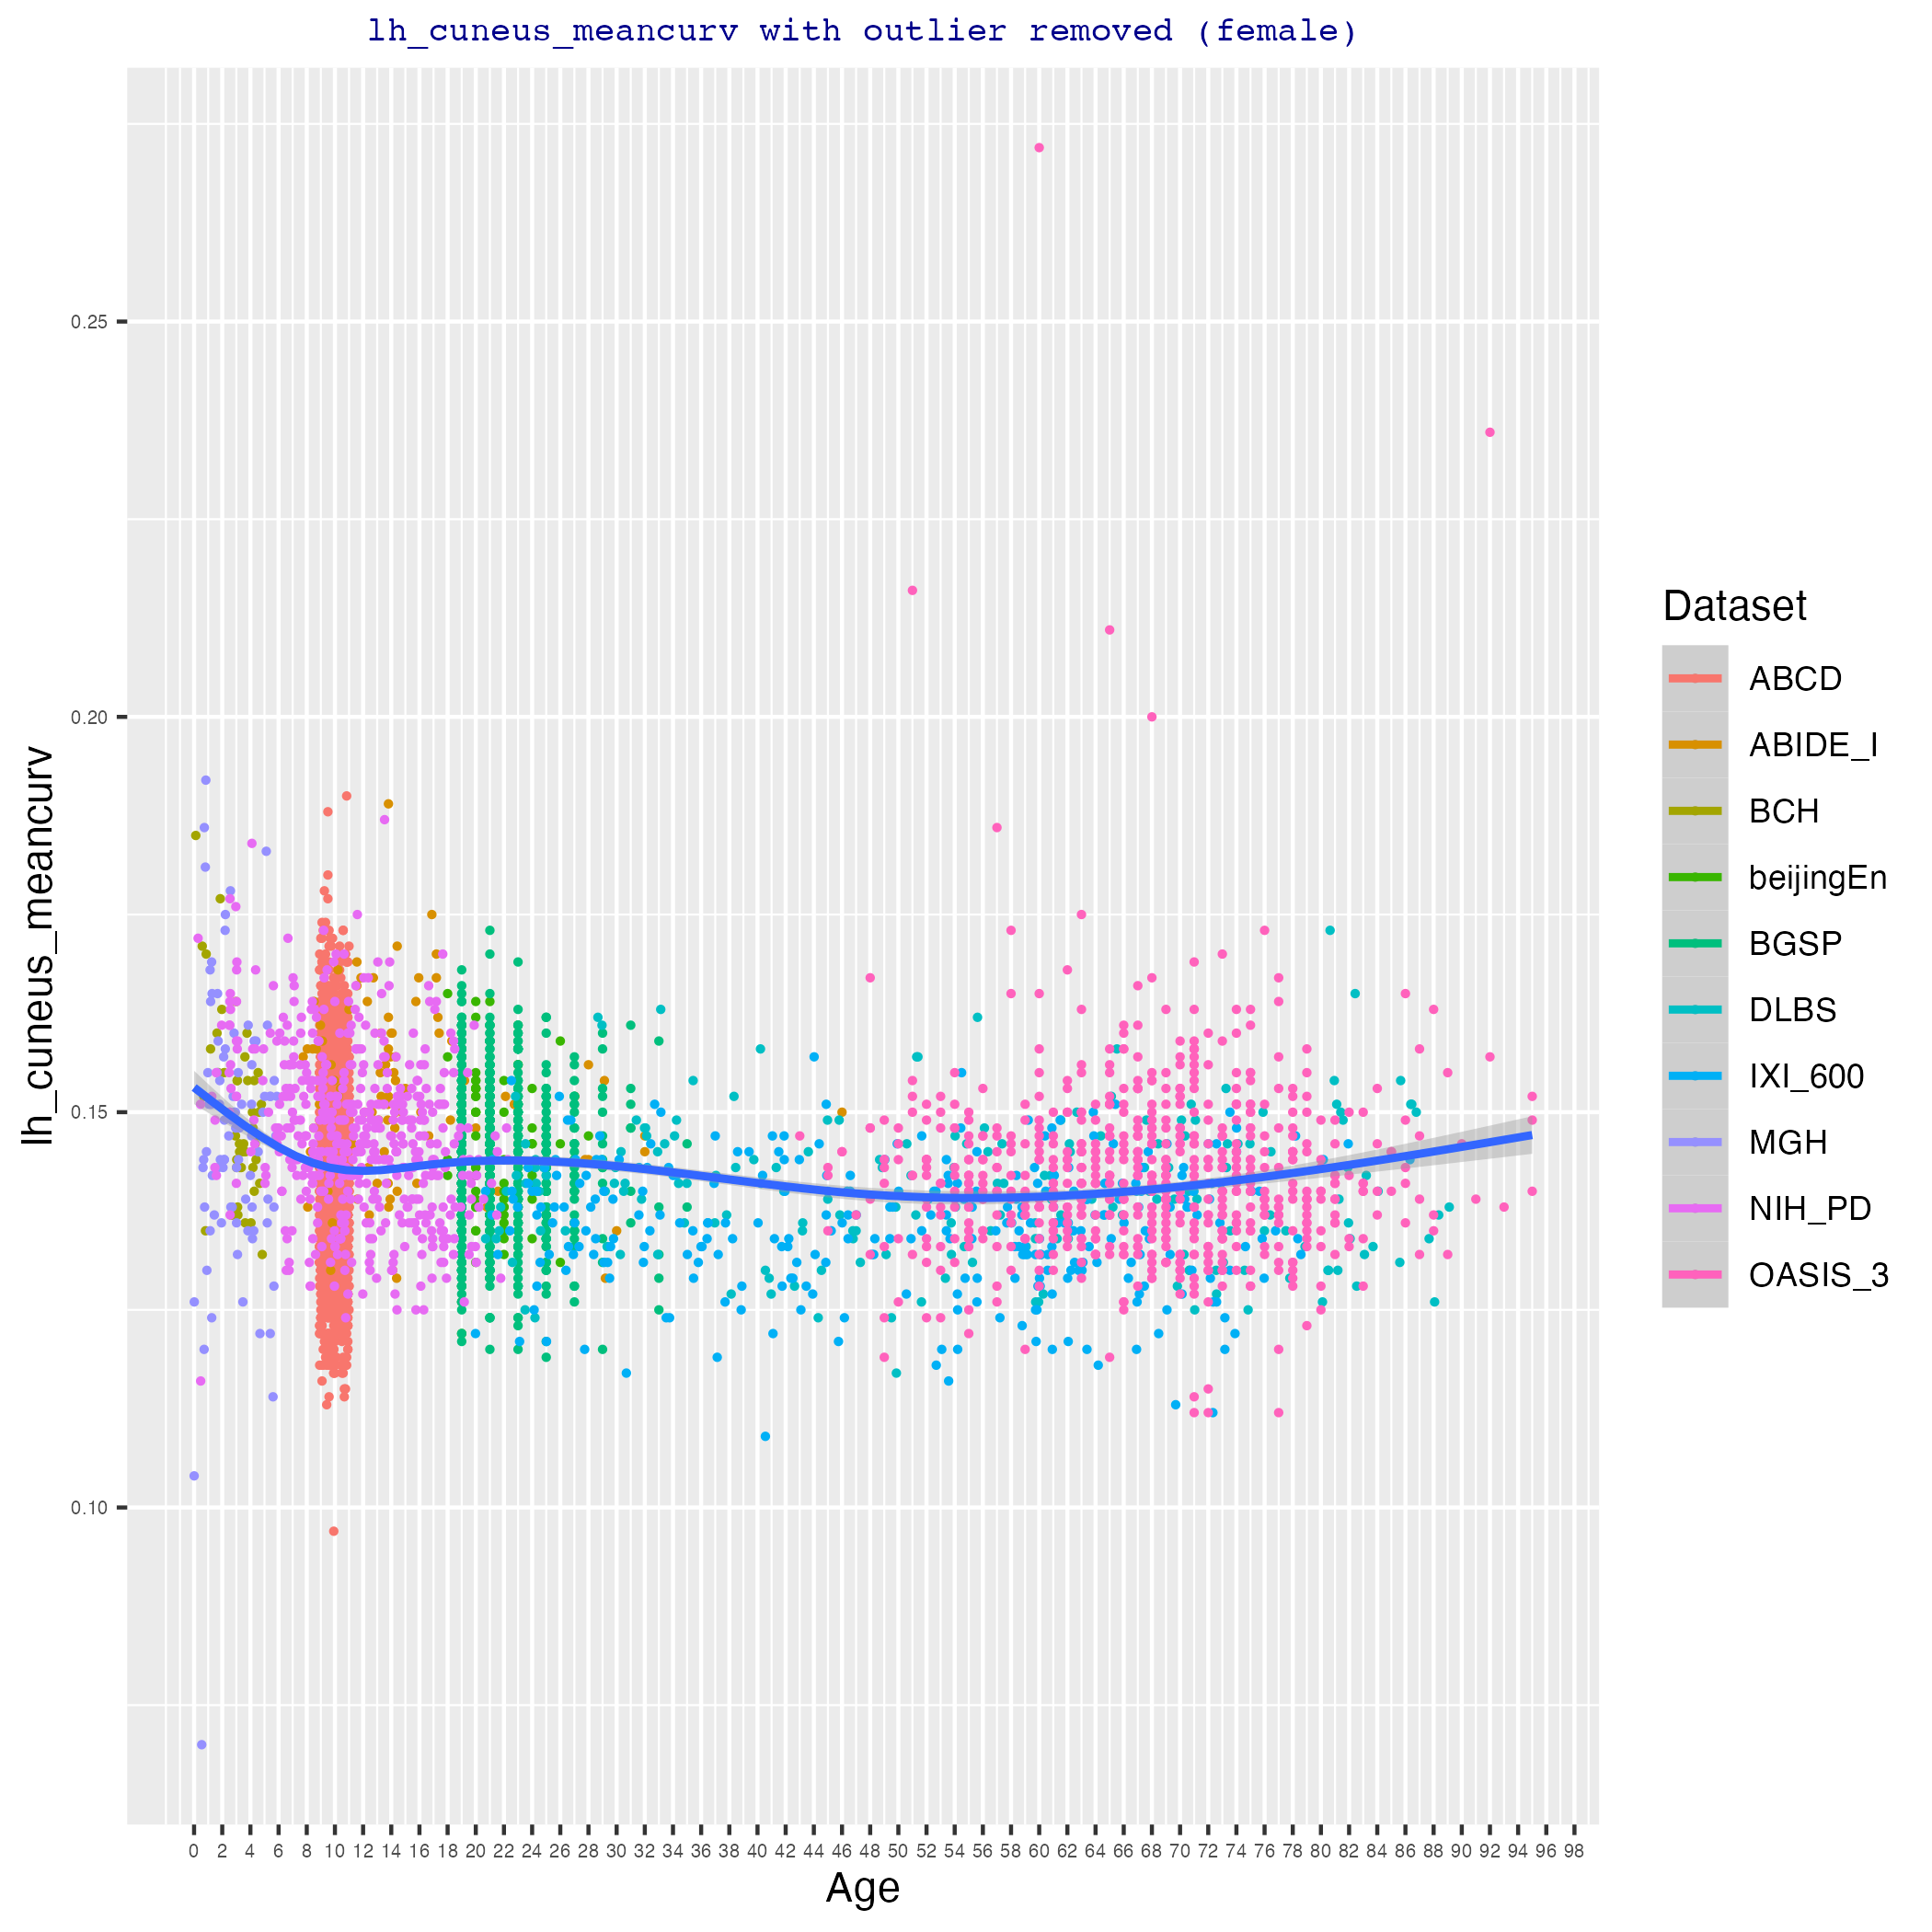 lh_cuneus_meancurv with outlier removed (female)
lh_cuneus_meancurv
0.25
0.20
0.15
0.10
0 2 4 6 8 10 12 14 16 18 20 22 24 26 28 30 32 34 36 38 40 42 44 46 48 50 52 54 56 58 60 62 64 66 68 70 72 74 76 78 80 82 84 86 88 90 92 94 96 98
Age
Dataset
ABCD
ABIDE_I
BCH
beijingEn
BGSP
DLBS
IXI_600
MGH
NIH_PD
OASIS_3